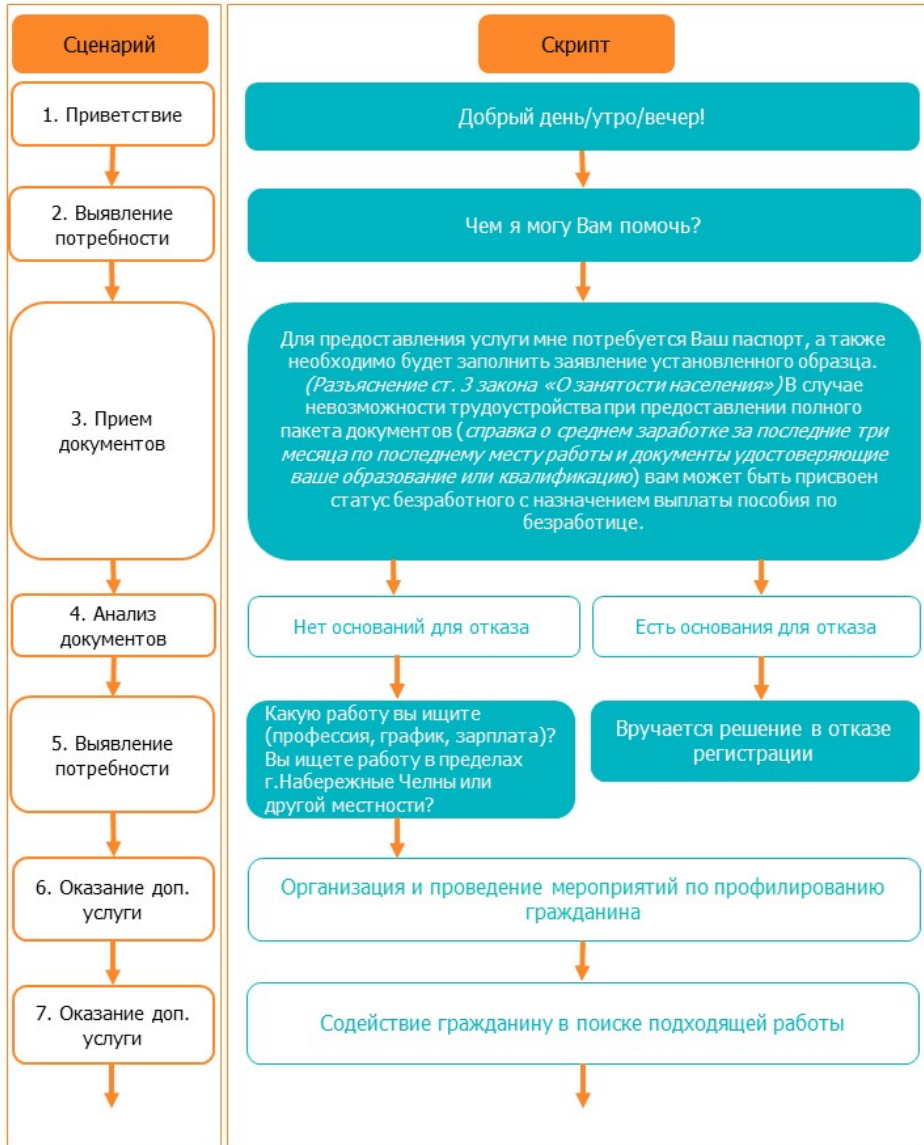 Сценарий
Скрипт
1. Приветствие
Добрый день/утро/вечер!
2. Выявление
потребности
Чем я могу Вам помочь?
3. Прием
документов
Для предоставления услуги мне потребуется Ваш паспорт, а также
необходимо будет заполнить заявление установленного образца.
(Разъяснение ст. 3 закона «О занятости населения») В случае
невозможности трудоустройства при предоставлении полного
пакета документов (справка о среднем заработке за последние три
месяца по последнему месту работы и документы удостоверяющие
ваше образование или квалификацию) вам может быть присвоен
статус безработного с назначением выплаты пособия по
безработице.
4. Анализ
документов
Нет оснований для отказа
Есть основания для отказа
5. Выявление
потребности
Какую работу вы ищите
(профессия, график, зарплата)?
Вы ищете работу в пределах
г.Набережные Челны или
другой местности?
Вручается решение в отказе
регистрации
6. Оказание доп.
услуги
Организация и проведение мероприятий по профилированию
гражданина
7. Оказание доп.
услуги
Содействие гражданину в поиске подходящей работы